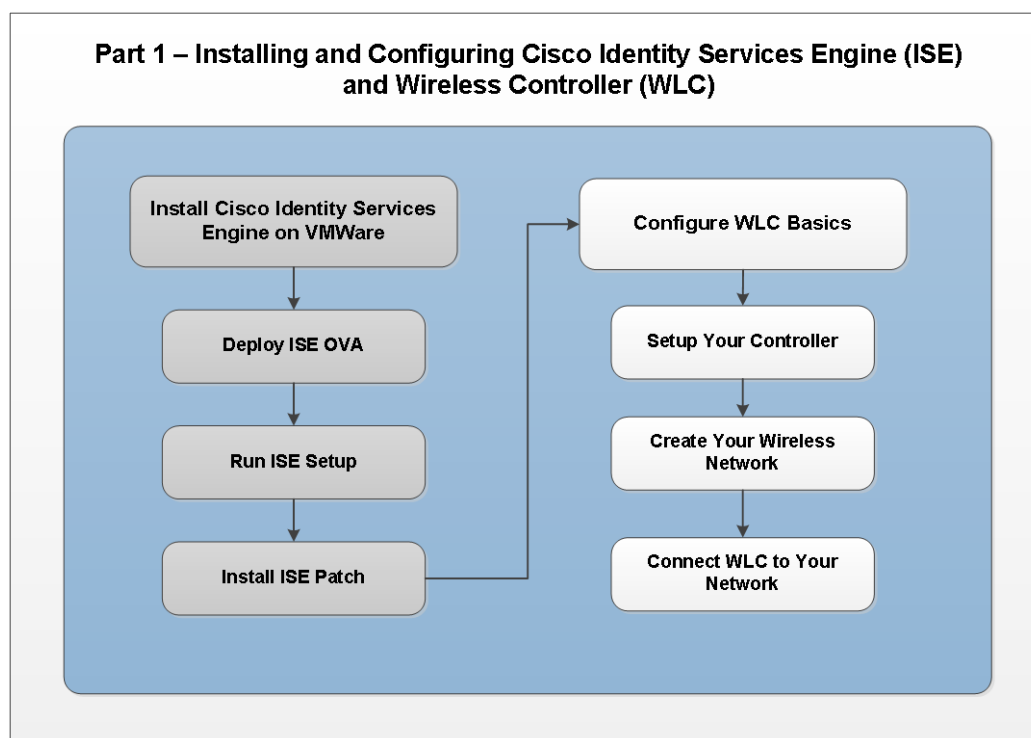 Part 1 – Installing and Configuring Cisco Identity Services Engine (ISE)
and Wireless Controller (WLC)
Install Cisco Identity Services
Engine on VMWare
Deploy ISE OVA
Run ISE Setup
Install ISE Patch
Configure WLC Basics
Setup Your Controller
Create Your Wireless
Network
Connect WLC to Your
Network